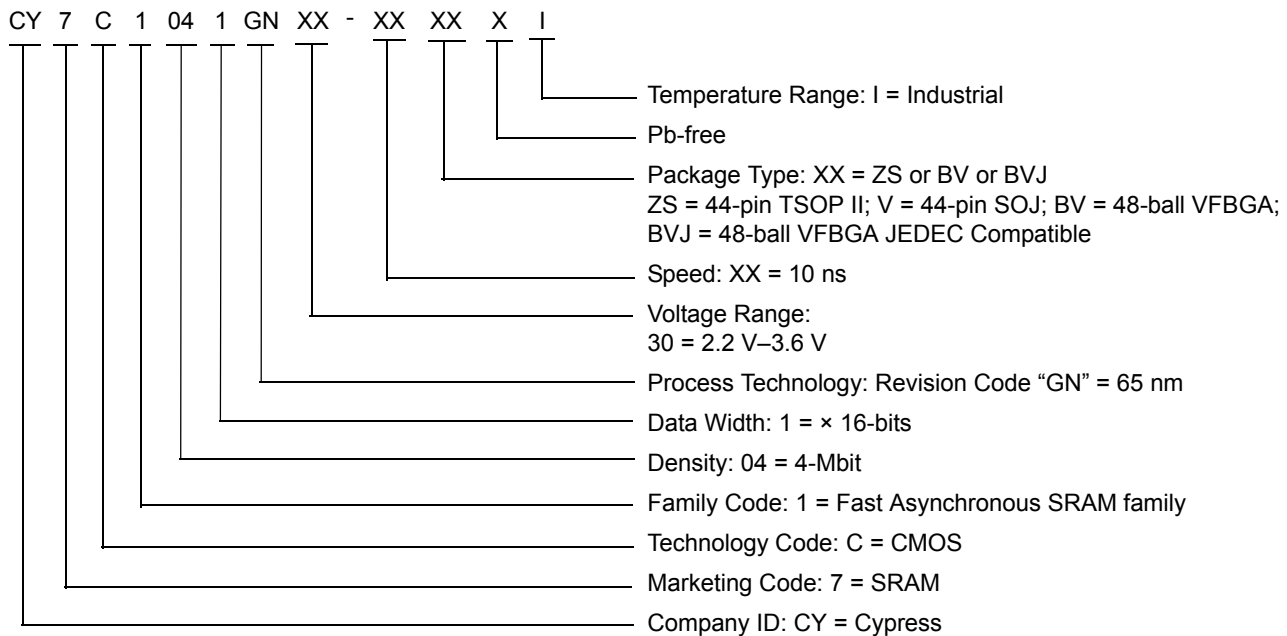 CY 7 C 1 04 1 GN XX - XX XX X I
Temperature Range: I = Industrial
Pb-free
Package Type: XX = ZS or BV or BVJ
ZS = 44-pin TSOP II; V = 44-pin SOJ; BV = 48-ball VFBGA;
BVJ = 48-ball VFBGA JEDEC Compatible
Speed: XX = 10 ns
Voltage Range:
30 = 2.2 V–3.6 V
Process Technology: Revision Code “GN” = 65 nm
Data Width: 1 = × 16-bits
Density: 04 = 4-Mbit
Family Code: 1 = Fast Asynchronous SRAM family
Technology Code: C = CMOS
Marketing Code: 7 = SRAM
Company ID: CY = Cypress